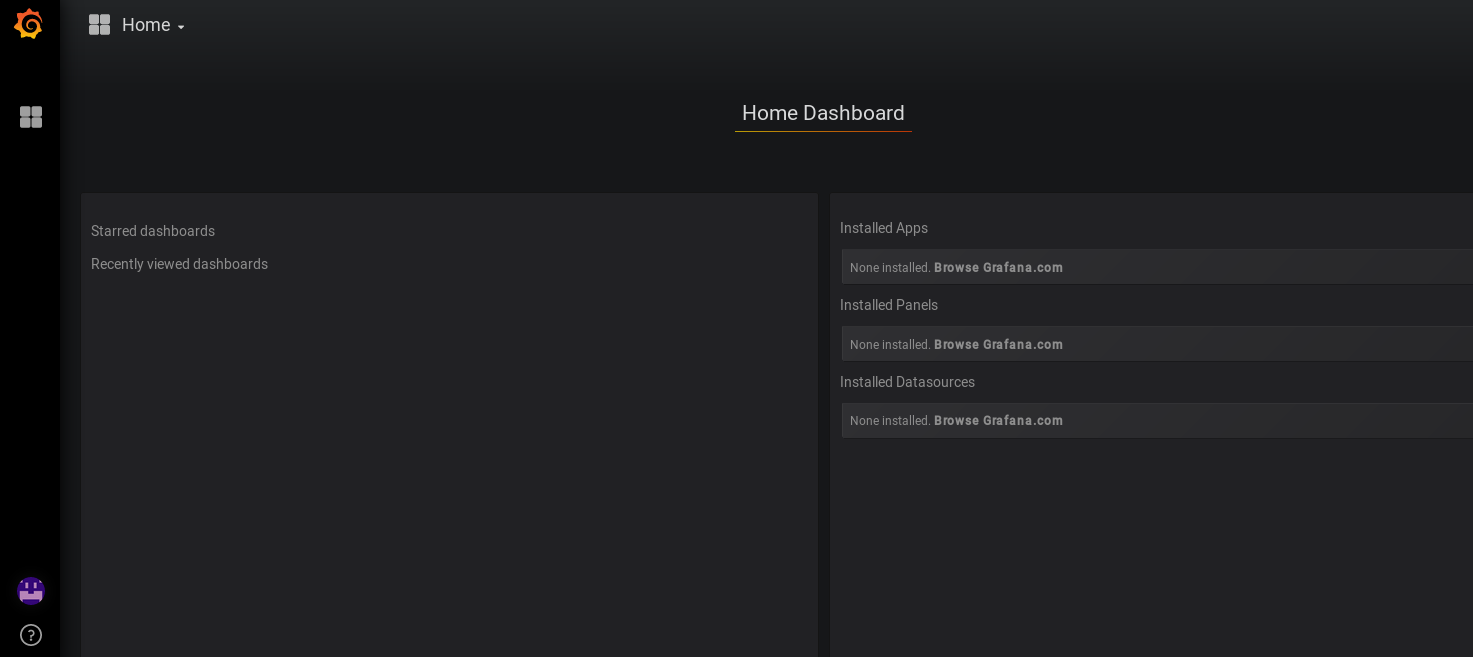 Home
Home Dashboard
Starred dashboards
Recently viewed dashboards
Installed Apps
None installed. Browse Grafana.com
Installed Panels
None installed. Browse Grafana.com
Installed Datasources
None installed. Browse Grafana.com
?